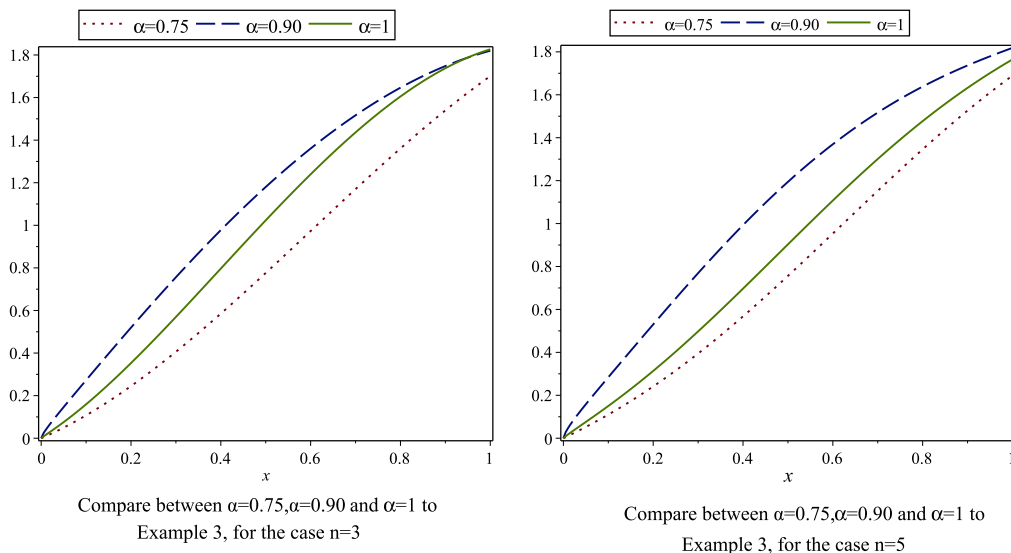 α=0.75 α=0.90 α=1
1.8
1.6
1.4
1.2
1
0.8
0.6
0.4
0.2
0
0 0.2 0.4 0.6 0.8 1
x
Compare between α=0.75,α=0.90 and α=1 to
Example 3, for the case n=3
α=0.75 α=0.90 α=1
1.8
1.6
1.4
1.2
1
0.8
0.6
0.4
0.2
0
0 0.2 0.4 0.6 0.8 1
x
Compare between α=0.75,α=0.90 and α=1 to
Example 3, for the case n=5